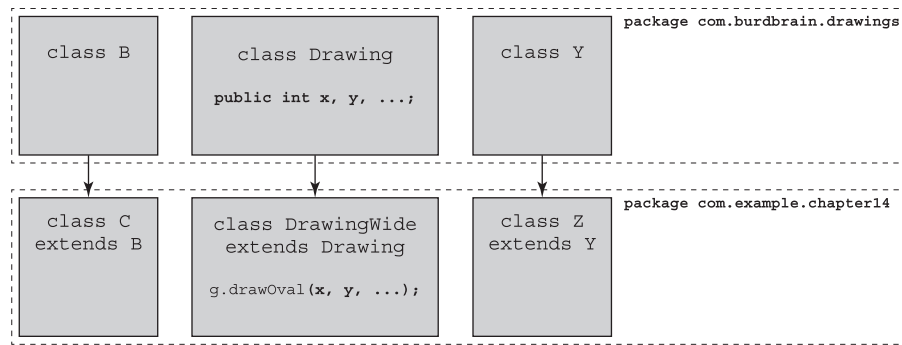 package com.burdbrain.drawings
class B
class Drawing
public int x, y, ...;
class Y
package com.example.chapter14
class C
extends B
class DrawingWide
extends Drawing
g.drawOval(x, y, ...);
class Z
extends Y